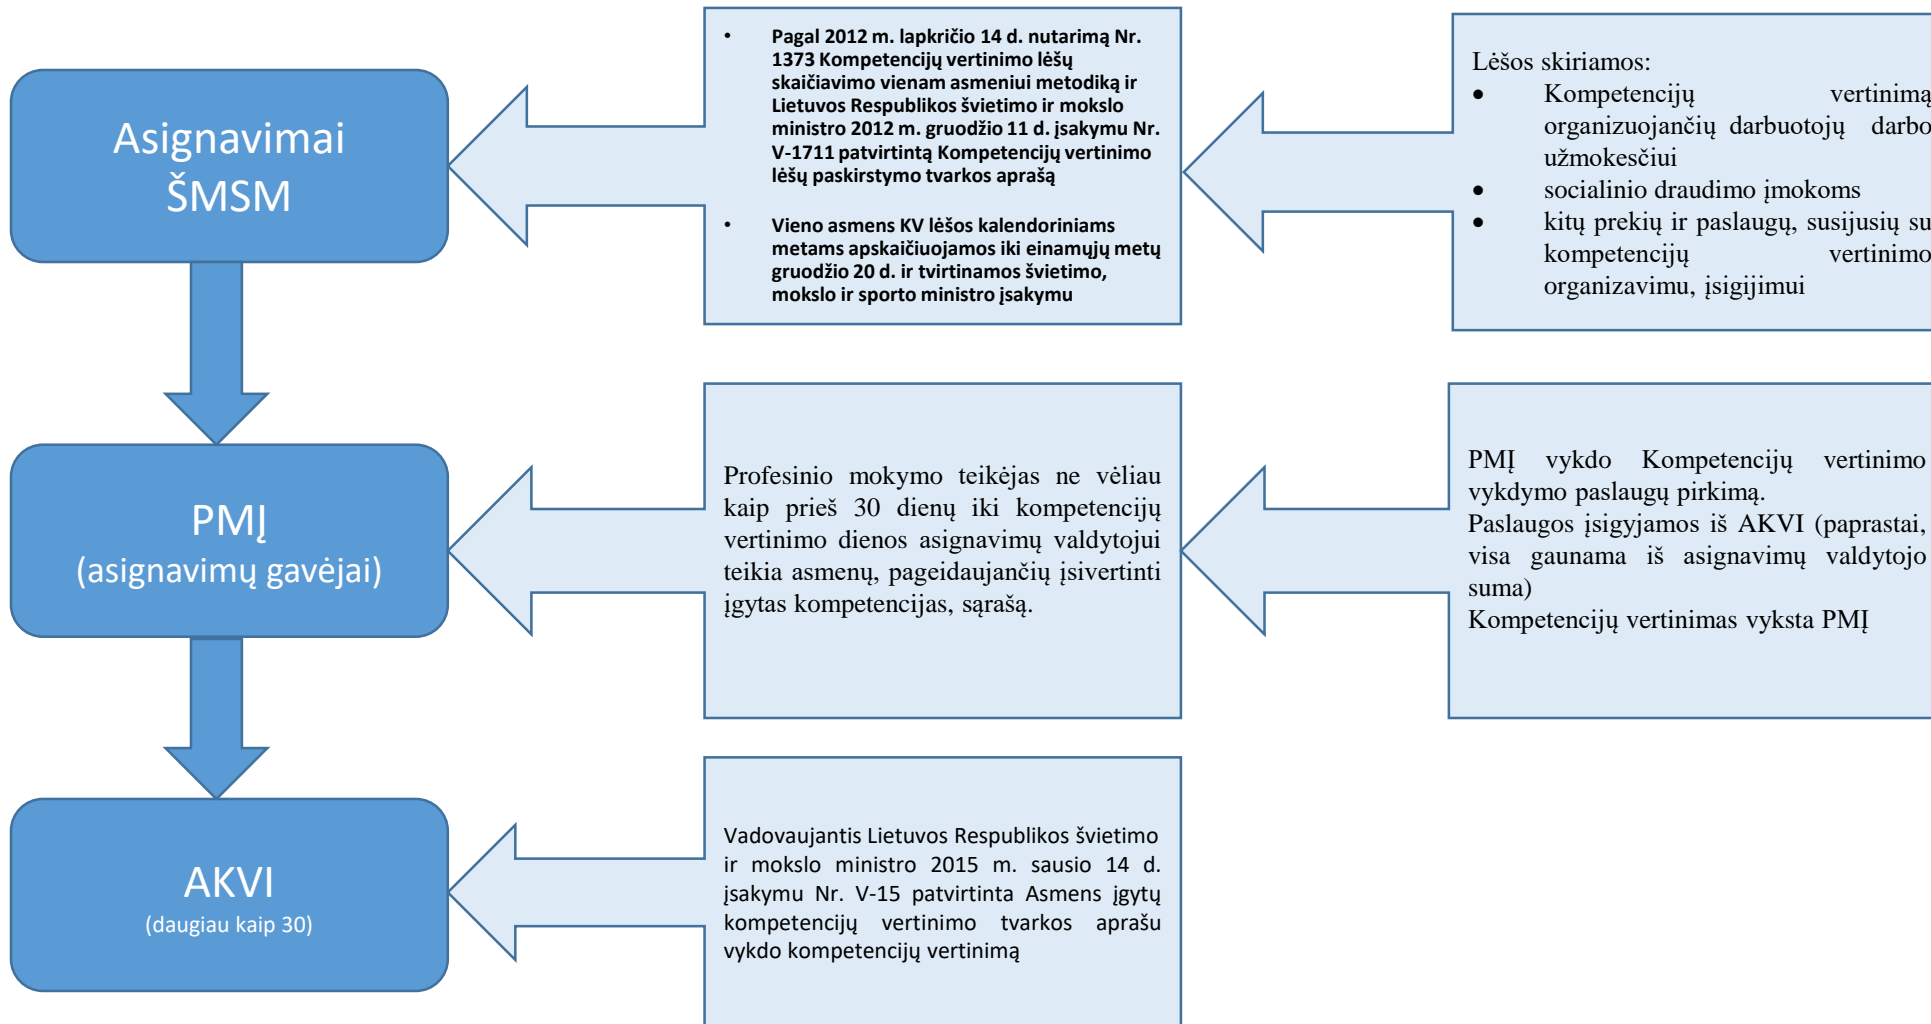 Asignavimai
ŠMSM
• Pagal 2012 m. lapkričio 14 d. nutarimą Nr.
1373 Kompetencijų vertinimo lėšų
skaičiavimo vienam asmeniui metodiką ir
Lietuvos Respublikos švietimo ir mokslo
ministro 2012 m. gruodžio 11 d. įsakymu Nr.
V-1711 patvirtintą Kompetencijų vertinimo
lėšų paskirstymo tvarkos aprašą
• Vieno asmens KV lėšos kalendoriniams
metams apskaičiuojamos iki einamųjų metų
gruodžio 20 d. ir tvirtinamos švietimo,
mokslo ir sporto ministro įsakymu
Lėšos skiriamos:
• Kompetencijų vertinimą
organizuojančių darbuotojų darbo
užmokesčiui
• socialinio draudimo įmokoms
• kitų prekių ir paslaugų, susijusių su
kompetencijų vertinimo
organizavimu, įsigijimui
PMĮ
(asignavimų gavėjai)
Profesinio mokymo teikėjas ne vėliau
kaip prieš 30 dienų iki kompetencijų
vertinimo dienos asignavimų valdytojui
teikia asmenų, pageidaujančių įsivertinti
įgytas kompetencijas, sąrašą.
PMĮ vykdo Kompetencijų vertinimo
vykdymo paslaugų pirkimą.
Paslaugos įsigyjamos iš AKVI (paprastai,
visa gaunama iš asignavimų valdytojo
suma)
Kompetencijų vertinimas vyksta PMĮ
AKVI
(daugiau kaip 30)
Vadovaujantis Lietuvos Respublikos švietimo
ir mokslo ministro 2015 m. sausio 14 d.
įsakymu Nr. V-15 patvirtinta Asmens įgytų
kompetencijų vertinimo tvarkos aprašu
vykdo kompetencijų vertinimą